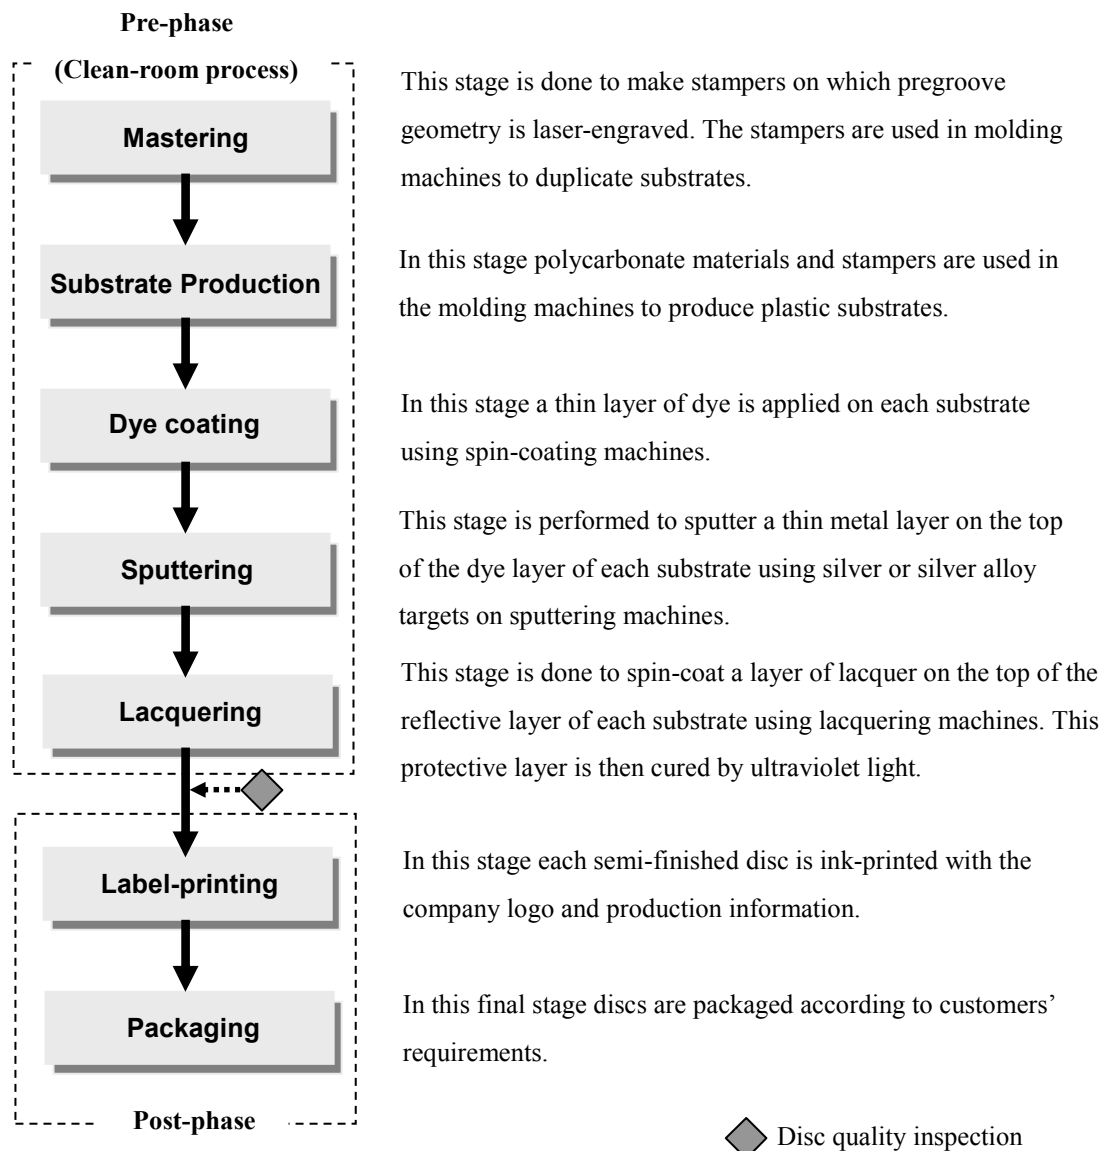 Pre-phase
(Clean-room process)
Mastering
This stage is done to make stampers on which pregroove
geometry is laser-engraved. The stampers are used in molding
machines to duplicate substrates.
Substrate Production
In this stage polycarbonate materials and stampers are used in
the molding machines to produce plastic substrates.
Dye coating
In this stage a thin layer of dye is applied on each substrate
using spin-coating machines.
Sputtering
This stage is performed to sputter a thin metal layer on the top
of the dye layer of each substrate using silver or silver alloy
targets on sputtering machines.
Lacquering
This stage is done to spin-coat a layer of lacquer on the top of the
reflective layer of each substrate using lacquering machines. This
protective layer is then cured by ultraviolet light.
Label-printing
In this stage each semi-finished disc is ink-printed with the
company logo and production information.
Packaging
In this final stage discs are packaged according to customers’
requirements.
Post-phase
Disc quality inspection